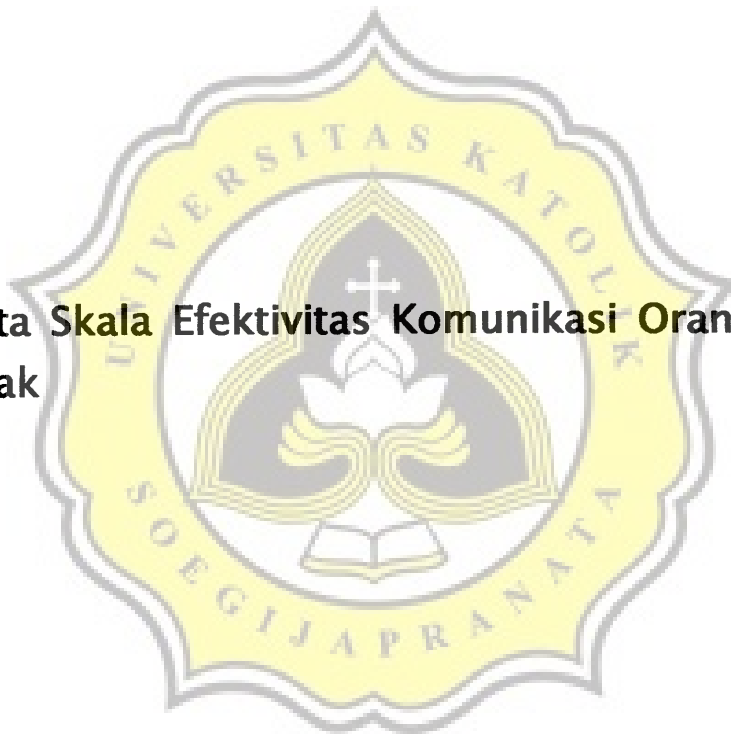 UNIVERSITAS KATOLIK
ta Skala Efektivitas Komunikasi Oran
ak
SOEGIJAPRANATA